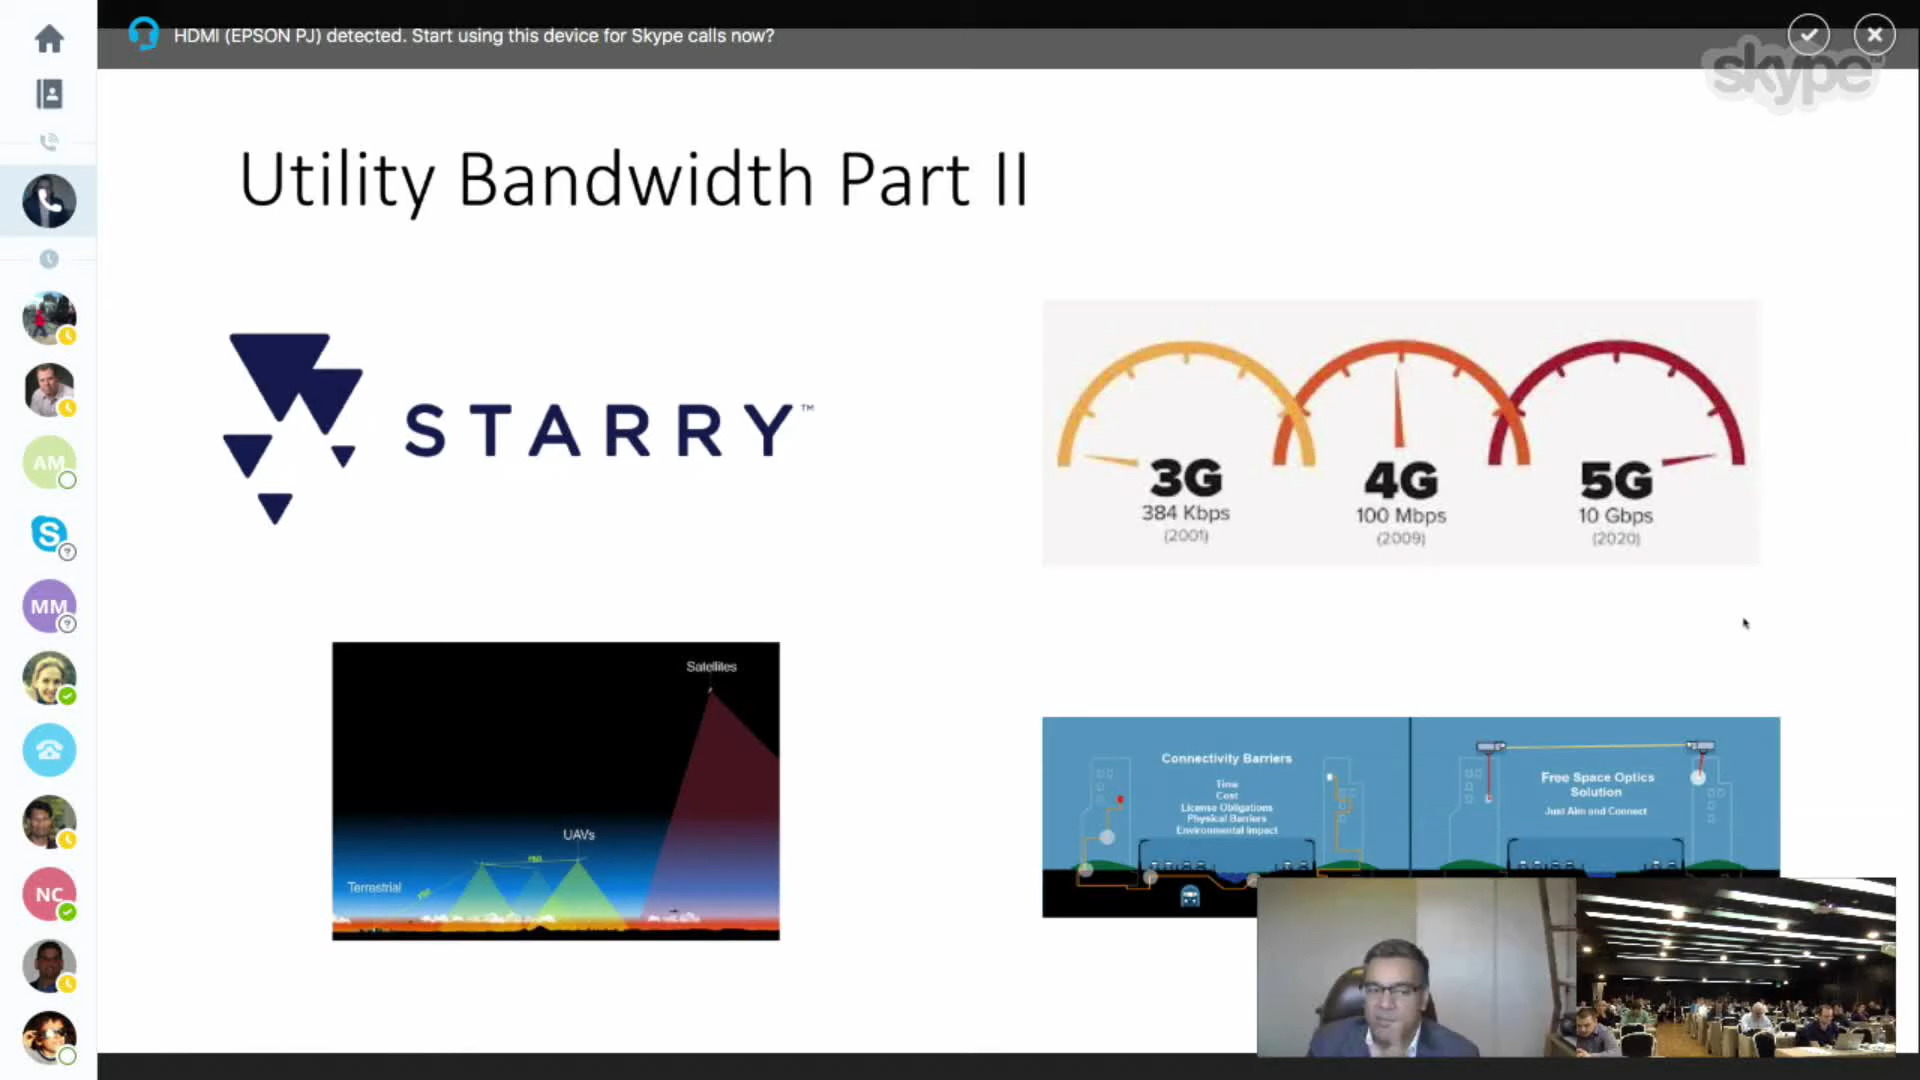 HDMI (EPSON PJ) detected. Start using this device for Skype calls now?
skype™
Utility Bandwidth Part II
STARRY™
3G
384 Kbps
(2001)
4G
100 Mbps
(2009)
5G
10 Gbps
(2020)
AM
S
MM
NC
Satellites
UAVs
Terrestrial
Connectivity Barriers
Time
Cost
License Obligations
Physical Barriers
Environmental Impact
Free Space Optics
Solution
Just Aim and Connect